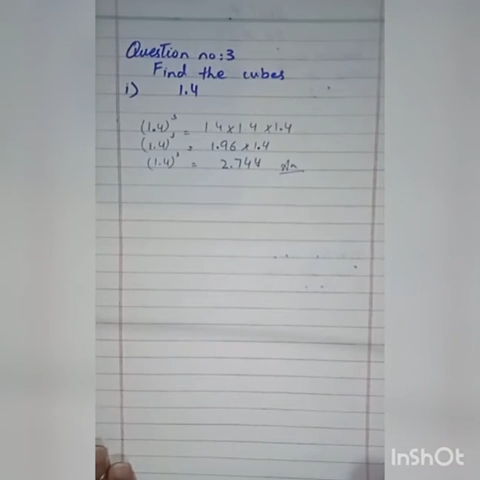 Question no:3
Find the cubes
i) 1.4
(1.4)³ = 1 4 x 1 4 x 1.4
(1.4)³ = 1.96 x 1.4
(1.4)³ = 2.744 An
InShOt